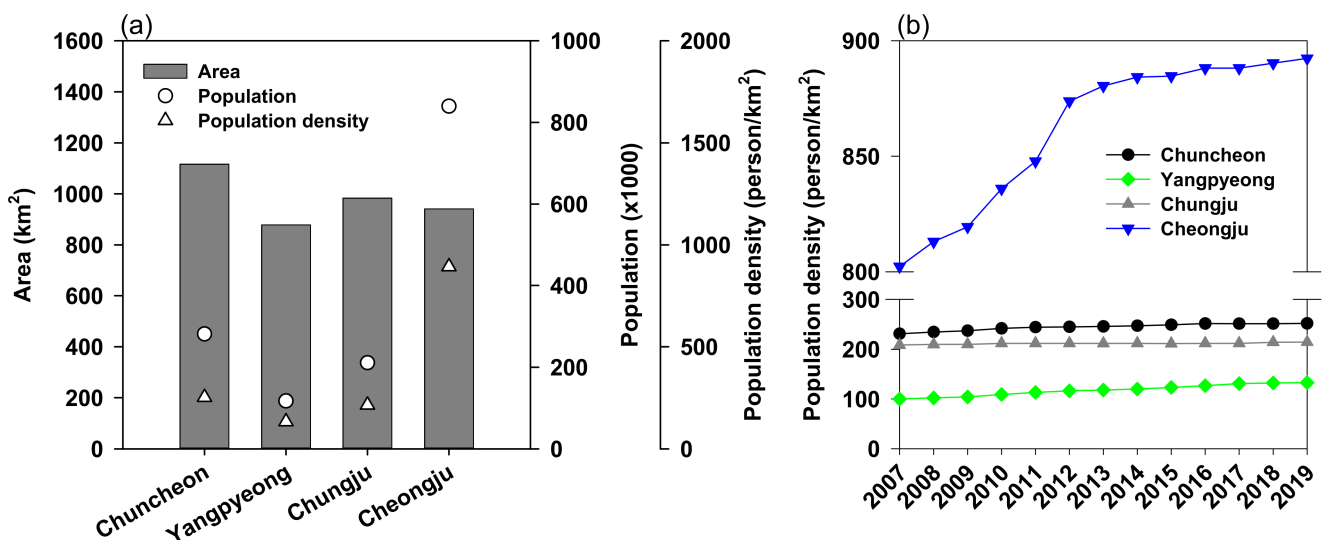 (a)
Area (km²)
1600
1400
1200
1000
800
600
400
200
0
Area
Population
Population density
Chuncheon
Yangpyeong
Chungju
Cheongju
1000
800
600
400
200
0
Population (x1000)
2000
1500
1000
500
0
Population density (person/km²)
(b)
Population density (person/km²)
900
850
800
300
200
100
0
Chuncheon
Yangpyeong
Chungju
Cheongju
2007
2008
2009
2010
2011
2012
2013
2014
2015
2016
2017
2018
2019